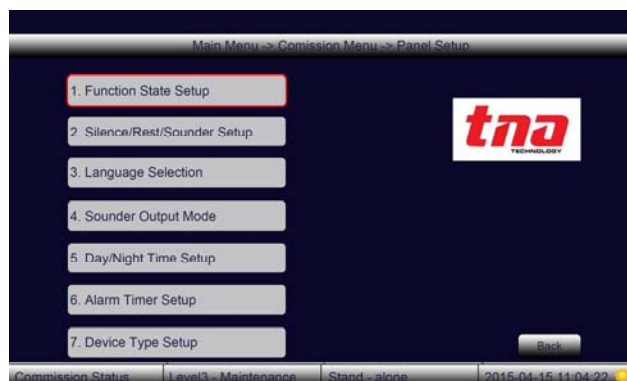 Main Menu -> Comission Menu -> Panel Setup
1. Function State Setup
2. Silence/Rest/Sounder Setup
tna
TECHNOLOGY
3. Language Selection
4. Sounder Output Mode
5. Day/Night Time Setup
6. Alarm Timer Setup
7. Device Type Setup
Back
Commission Status Level3 - Maintenance Stand - alone 2015-04-15 11:04:22